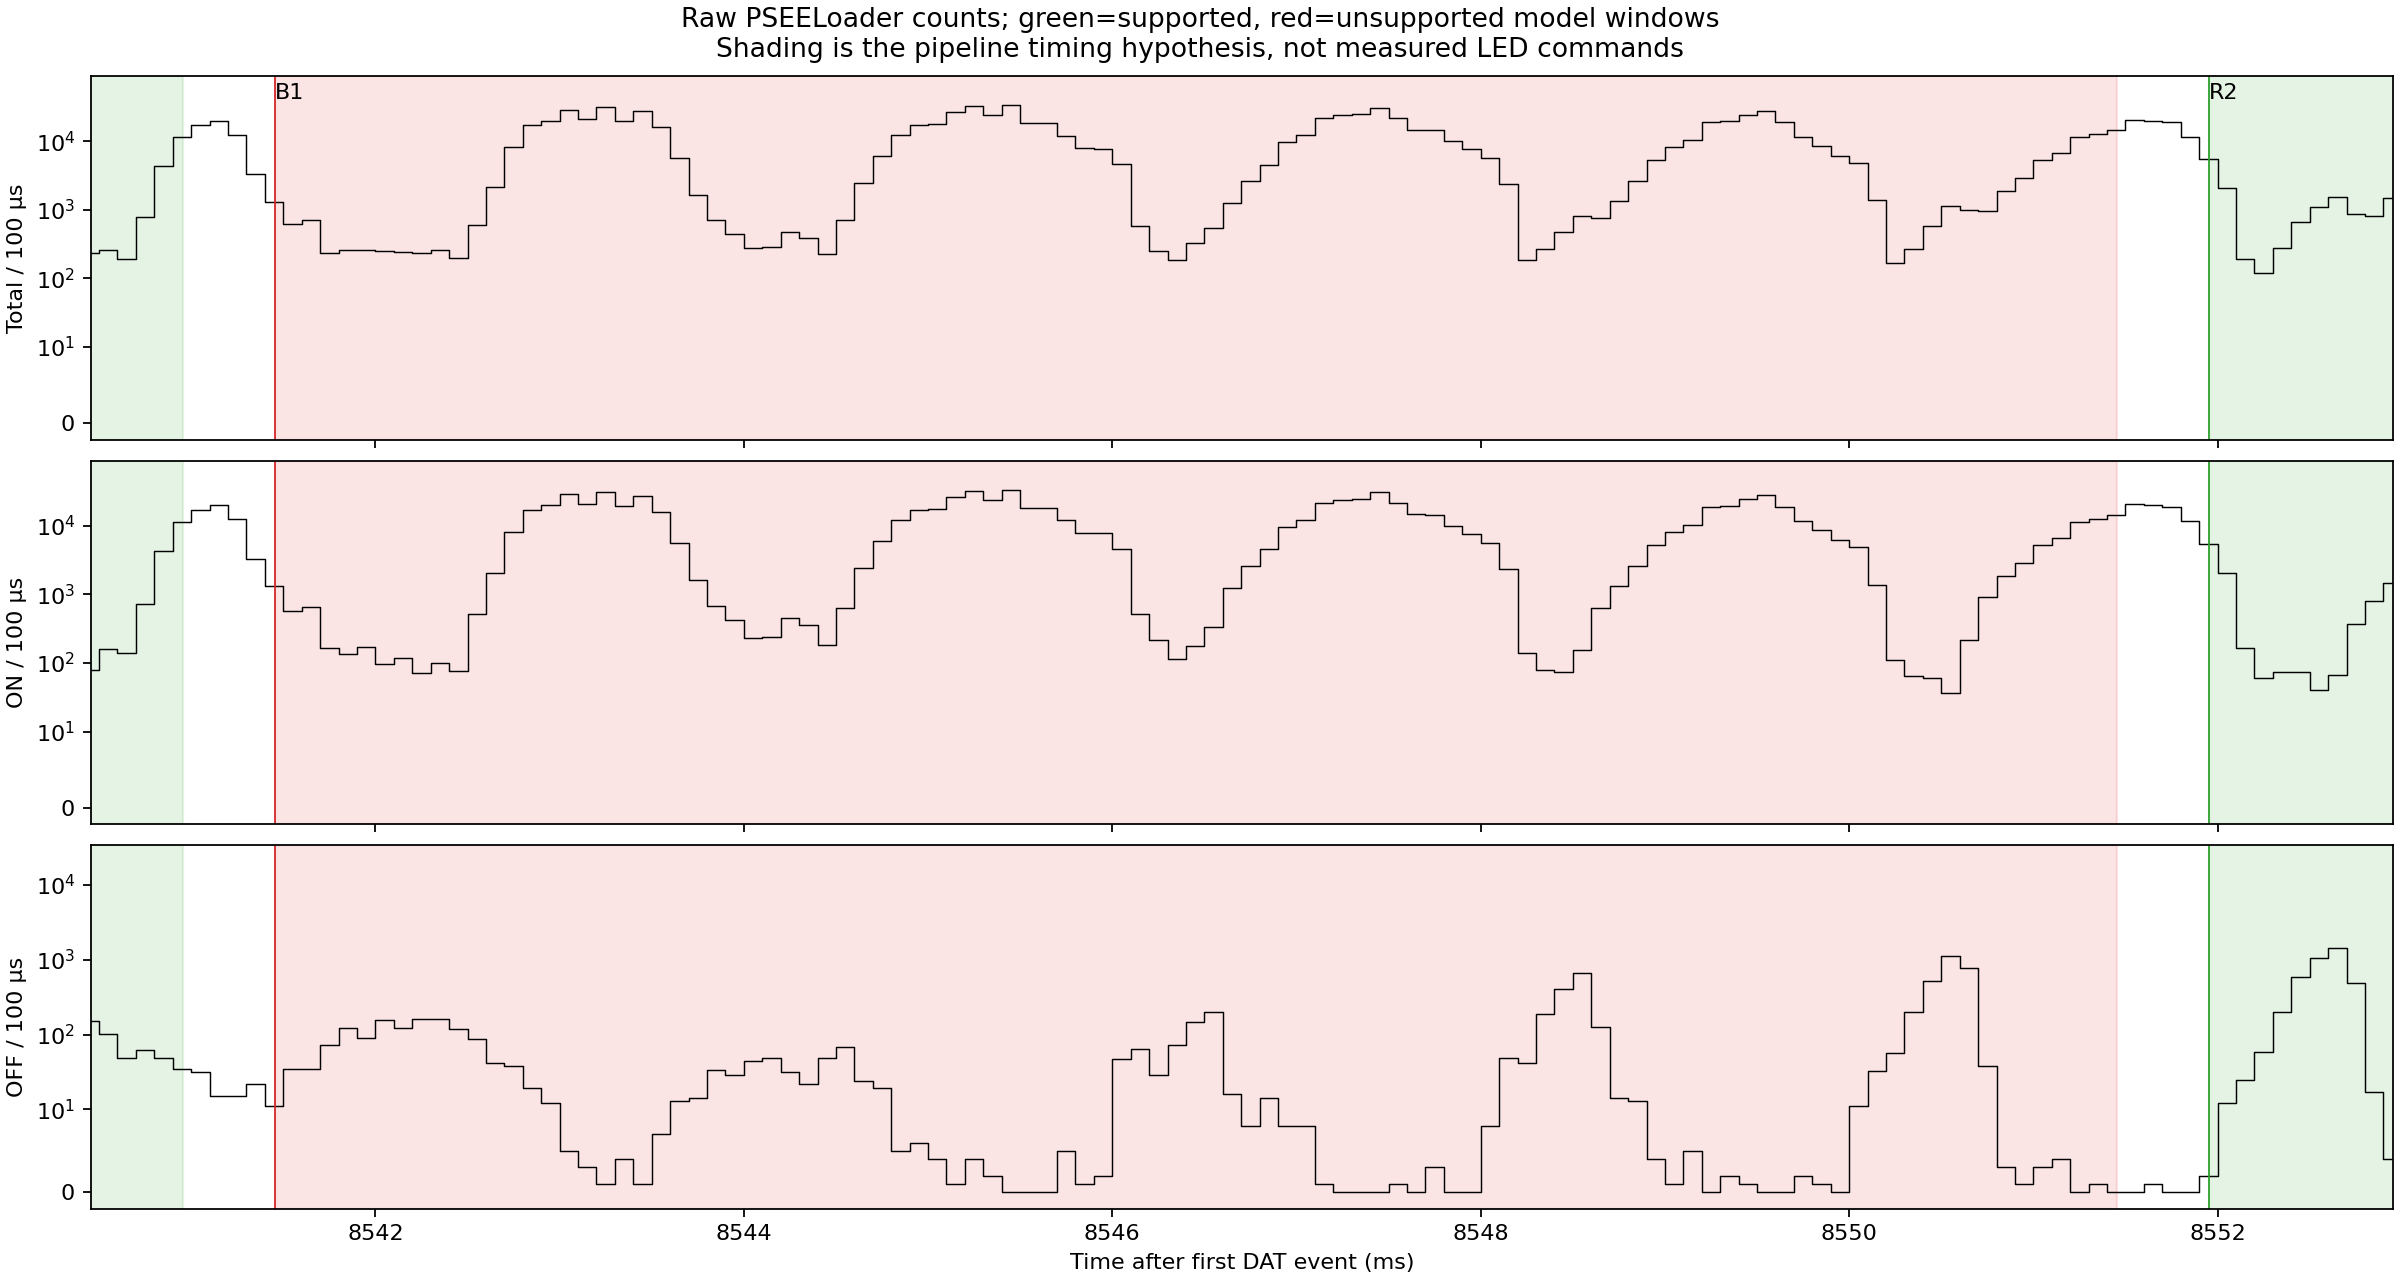 Raw PSEELoader counts; green=supported, red=unsupported model windows
Shading is the pipeline timing hypothesis, not measured LED commands
B1
R2
Total / 100 µs
10⁴
10³
10²
10¹
0
ON / 100 µs
10⁴
10³
10²
10¹
0
OFF / 100 µs
10⁴
10³
10²
10¹
0
8542
8544
8546
8548
8550
8552
Time after first DAT event (ms)